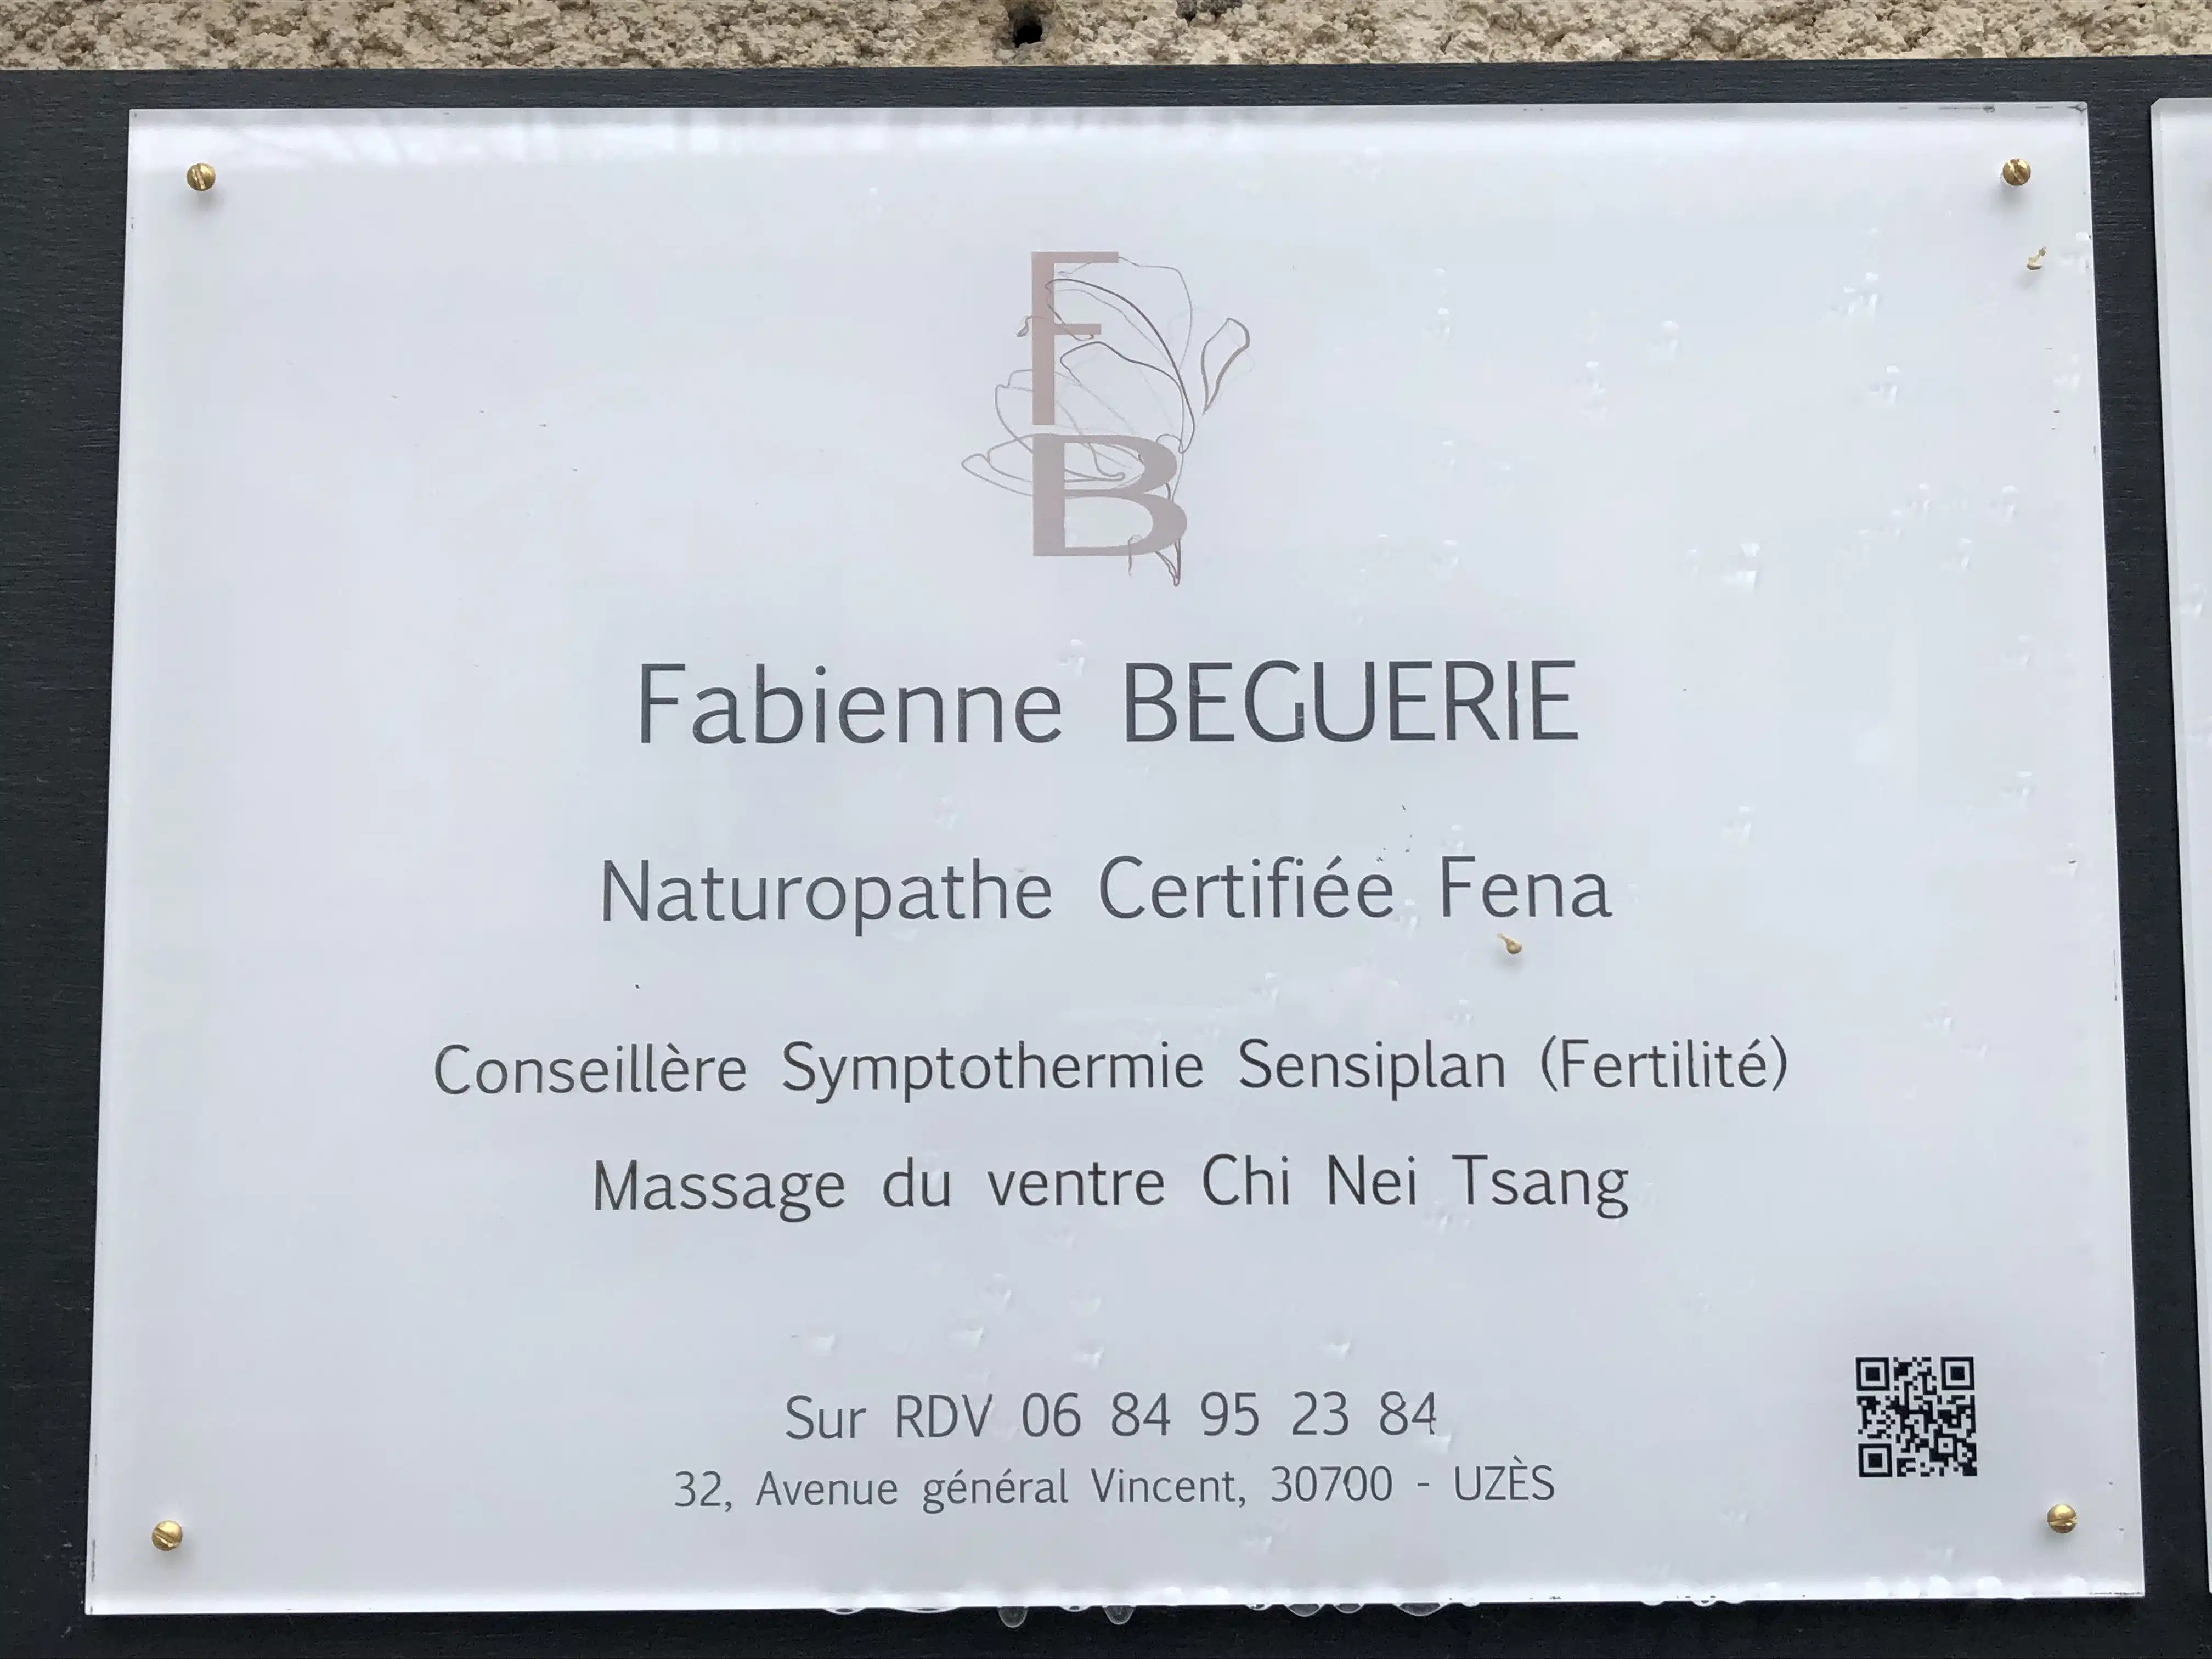 F
B
Fabienne BEGUERIE
Naturopathe Certifiée Fena
Conseillère Symptothermie Sensiplan (Fertilité)
Massage du ventre Chi Nei Tsang
Sur RDV 06 84 95 23 84
32, Avenue général Vincent, 30700 - UZÈS